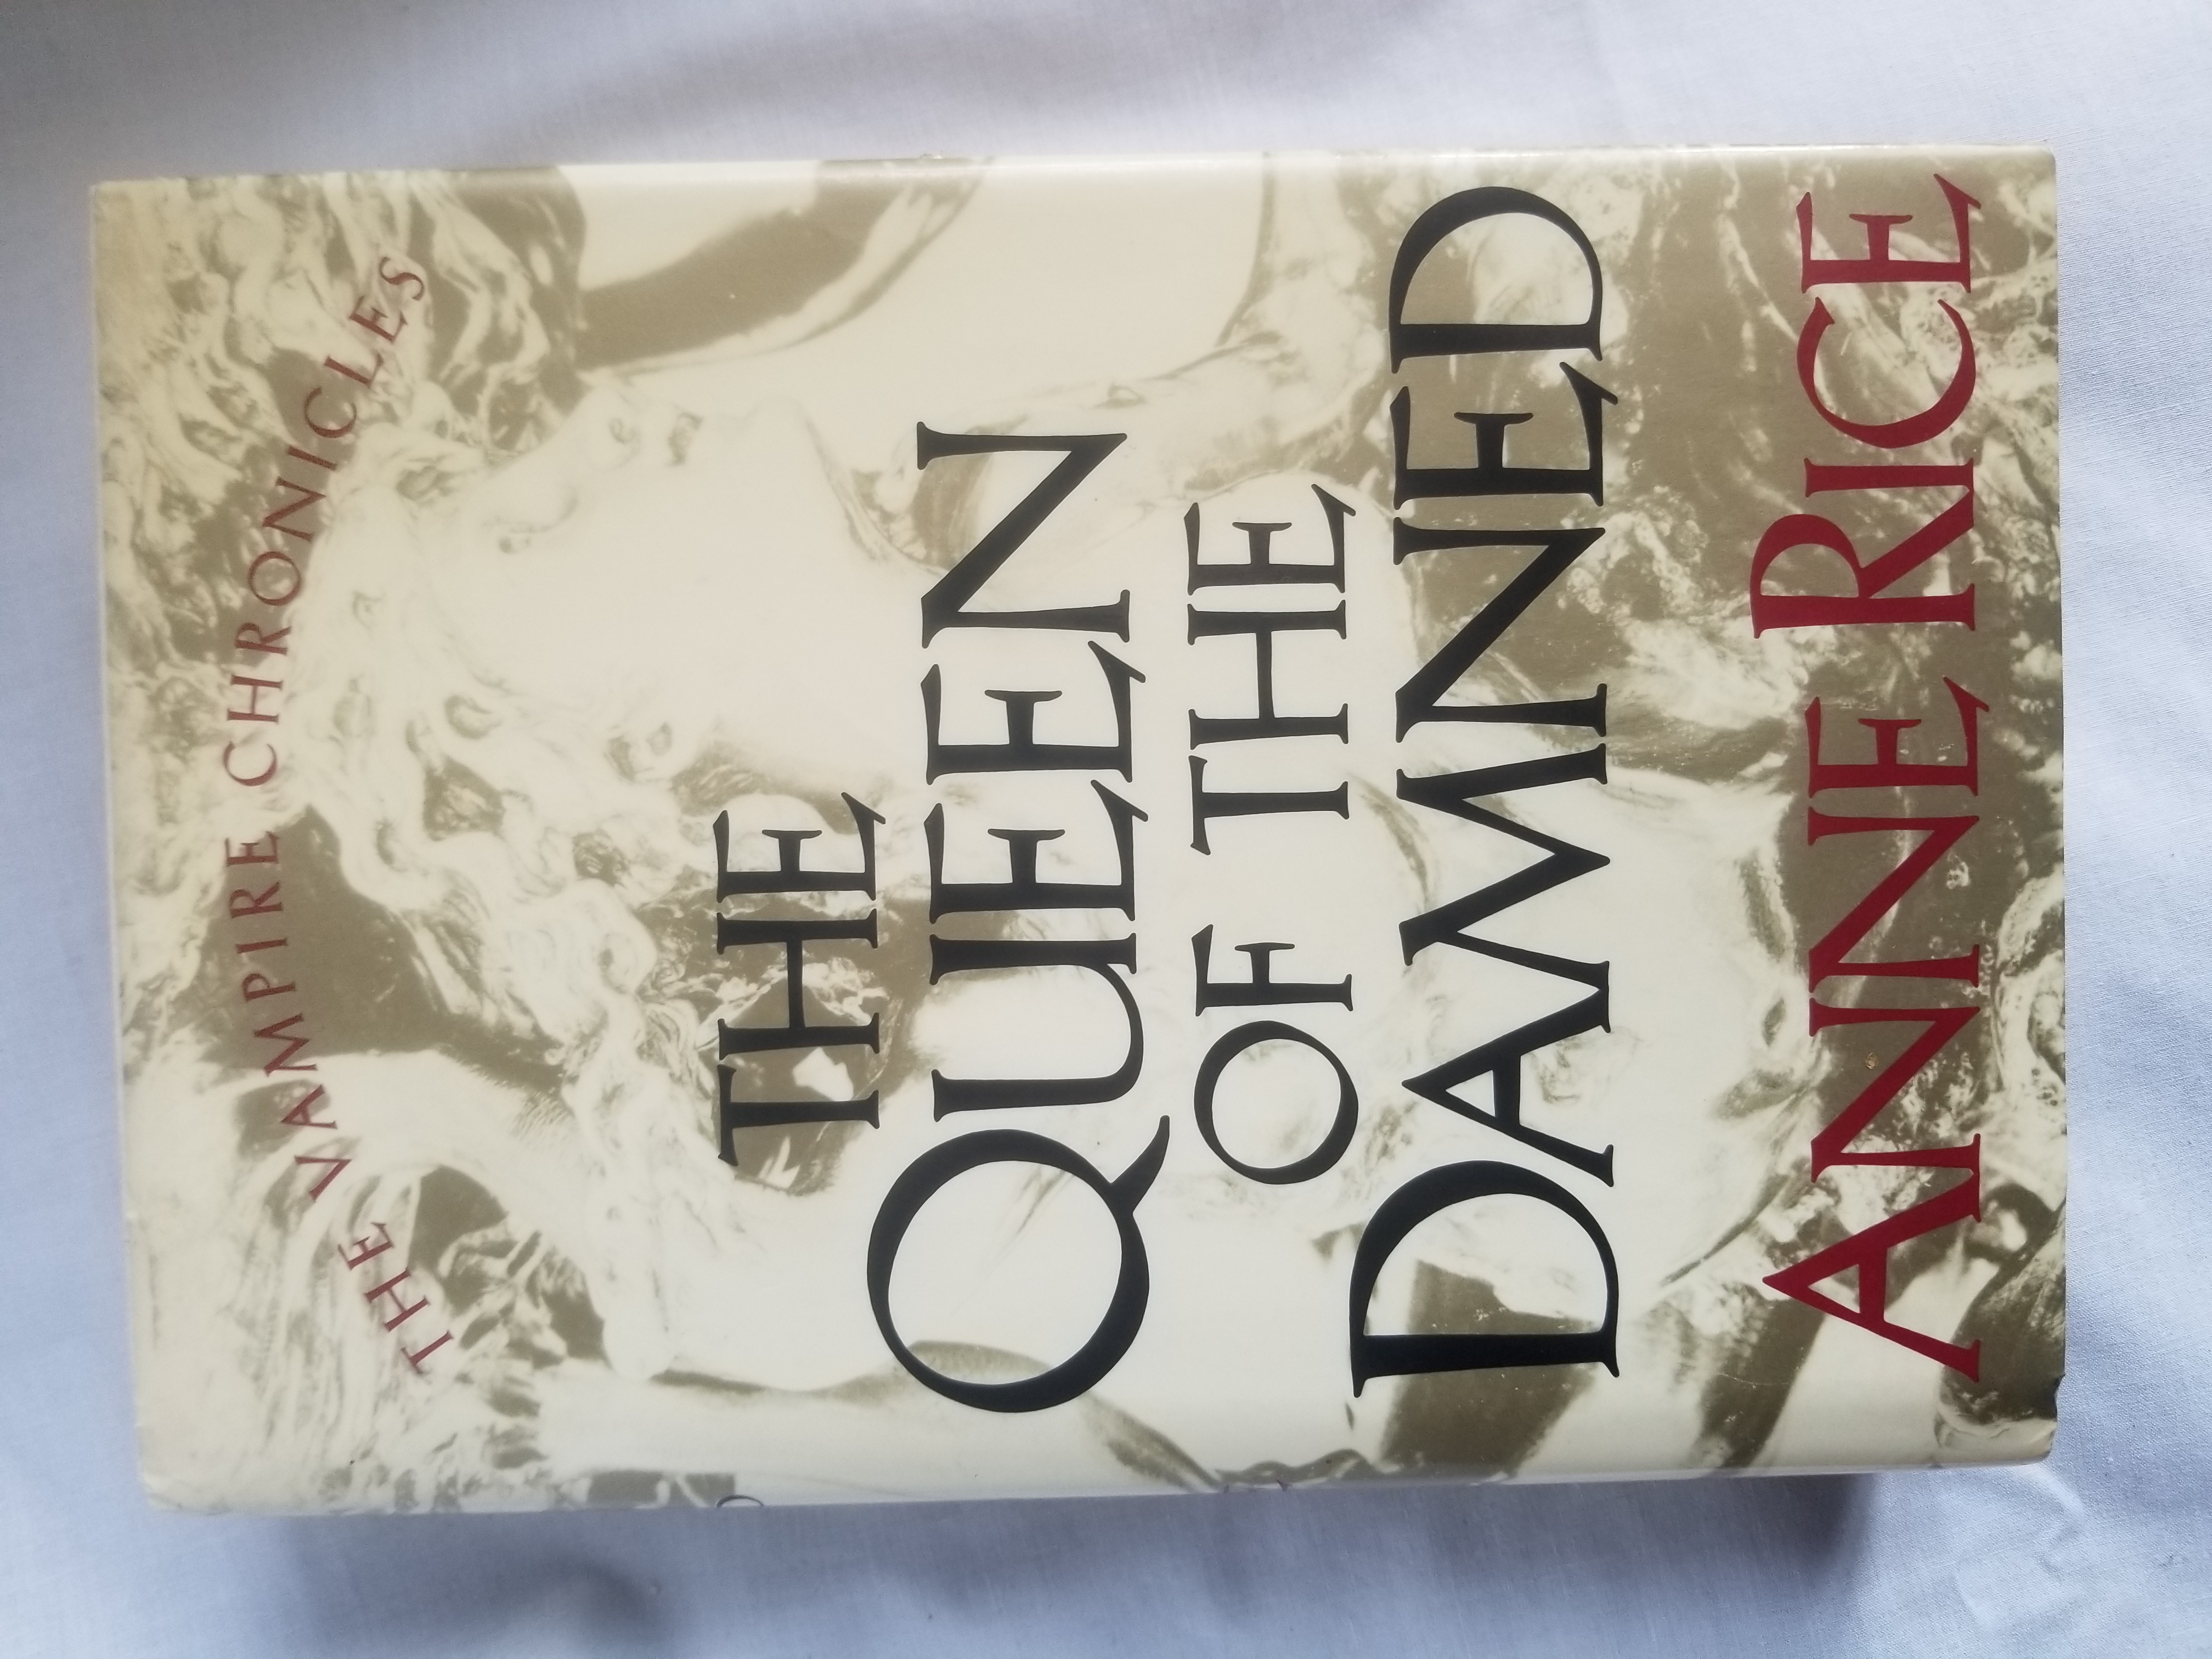 THE VAMPIRE CHRONICLES
THE
QUEEN
OF THE
DAMNED
ANNE RICE